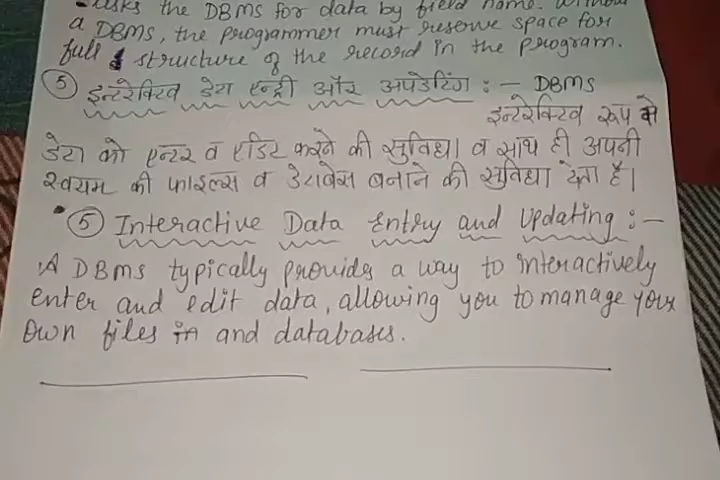 asks the DBMS for data by field name. Without
a DBMS, the programmer must reserve space for
full structure of the record in the program.
⑤ इन्टरेक्टिव डेटा एन्ट्री और अपडेटिंग :- DBMS
इन्टरेक्टिव रूप से
डेटा को एन्टर व एडिट करने की सुविधा। व साथ ही अपनी
स्वयम की फाइल्स व डेटाबेस बनाने की सुविधा देता है।
⑤ Interactive Data Entry and Updating :-
A DBMS typically provides a way to interactively
enter and edit data, allowing you to manage your
own files in and databases.